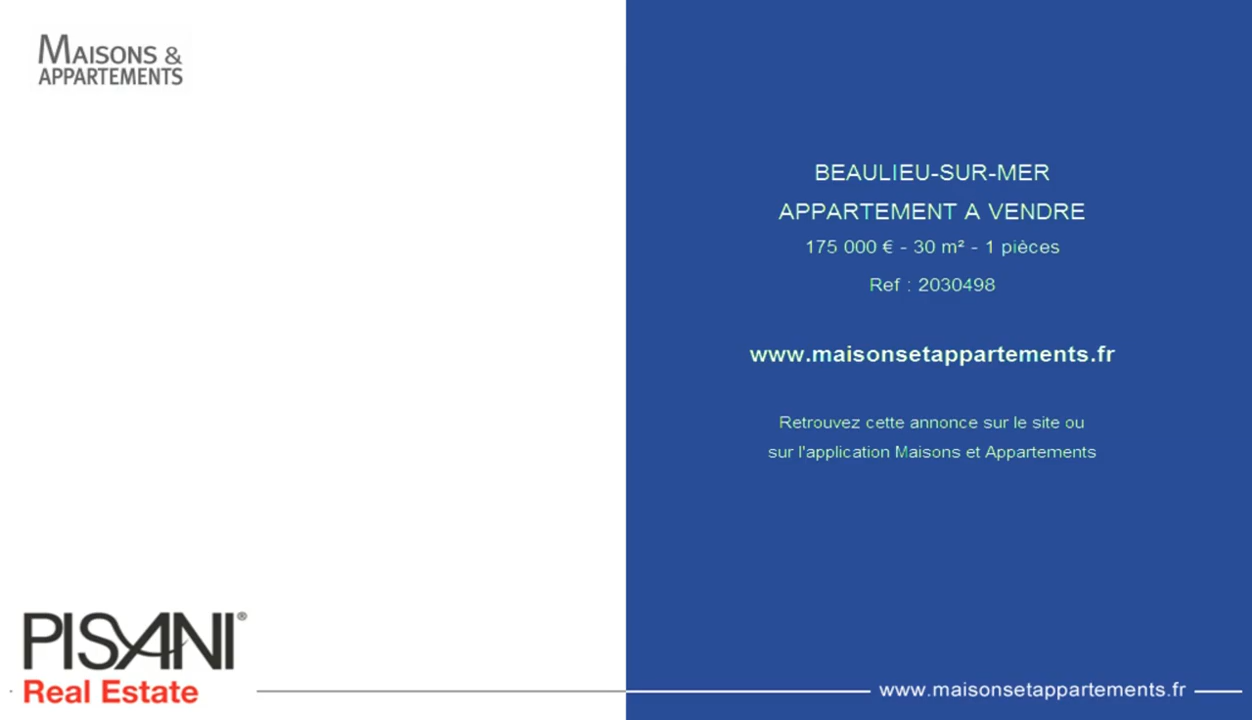 MAISONS &
APPARTEMENTS
BEAULIEU-SUR-MER
APPARTEMENT A VENDRE
175 000 € - 30 m² - 1 pièces
Ref : 2030498
www.maisonsetappartements.fr
Retrouvez cette annonce sur le site ou
sur l'application Maisons et Appartements
PISANI®
Real Estate
www.maisonsetappartements.fr